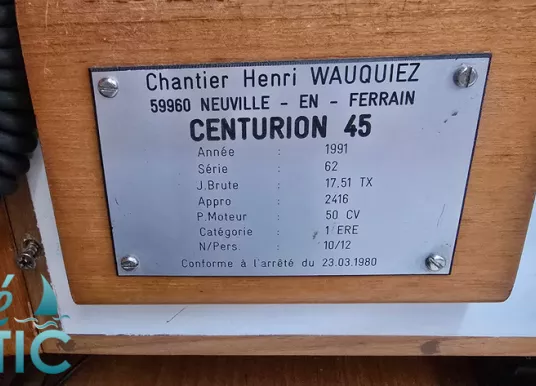 Chantier Henri WAUQUIEZ
59960 NEUVILLE - EN - FERRAIN
CENTURION 45
Année : 1991
Série : 62
J.Brute : 17,51 TX
Appro : 2416
P.Moteur : 50 CV
Catégorie : 1 ERE
N/Pers. : 10/12
Conforme à l'arrêté du 23.03.1980
é
TIC